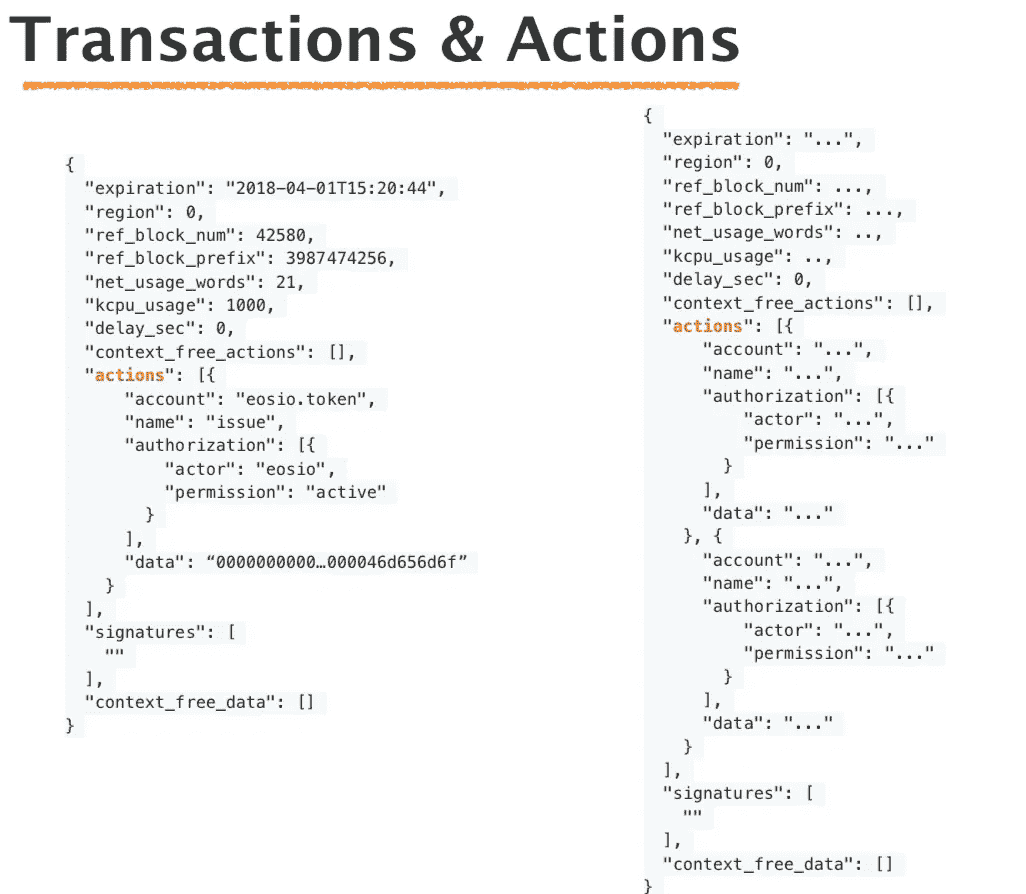 Transactions & Actions
{
"expiration": "2018-04-01T15:20:44",
"region": 0,
"ref_block_num": 42580,
"ref_block_prefix": 3987474256,
"net_usage_words": 21,
"kcpu_usage": 1000,
"delay_sec": 0,
"context_free_actions": [],
"actions": [{
"account": "eosio.token",
"name": "issue",
"authorization": [{
"actor": "eosio",
"permission": "active"
}
],
"data": “0000000000…000046d656d6f”
}
],
"signatures": [
""
],
"context_free_data": []
}
{
"expiration": "...",
"region": 0,
"ref_block_num": ...,
"ref_block_prefix": ...,
"net_usage_words": ..,
"kcpu_usage": ..,
"delay_sec": 0,
"context_free_actions": [],
"actions": [{
"account": "...",
"name": "...",
"authorization": [{
"actor": "...",
"permission": "..."
}
],
"data": "..."
}, {
"account": "...",
"name": "...",
"authorization": [{
"actor": "...",
"permission": "..."
}
],
"data": "..."
}
],
"signatures": [
""
],
"context_free_data": []
}